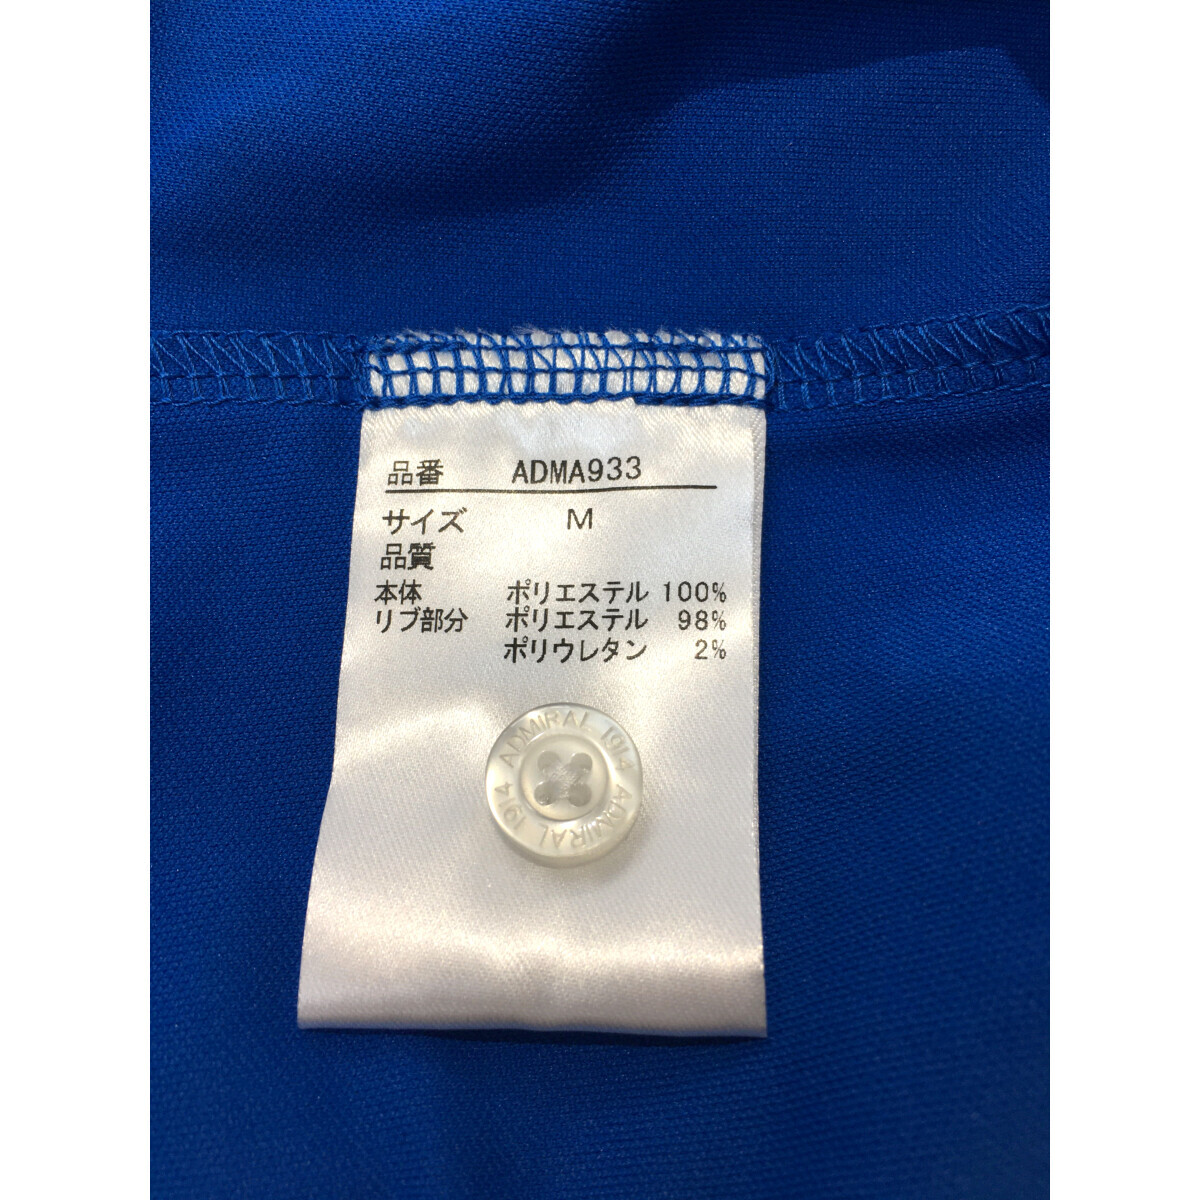 品番 ADMA933
サイズ M
品質
本体 ポリエステル 100%
リブ部分 ポリエステル 98%
ポリウレタン 2%
ADMIRAL 1914 ADMIRAL 1914